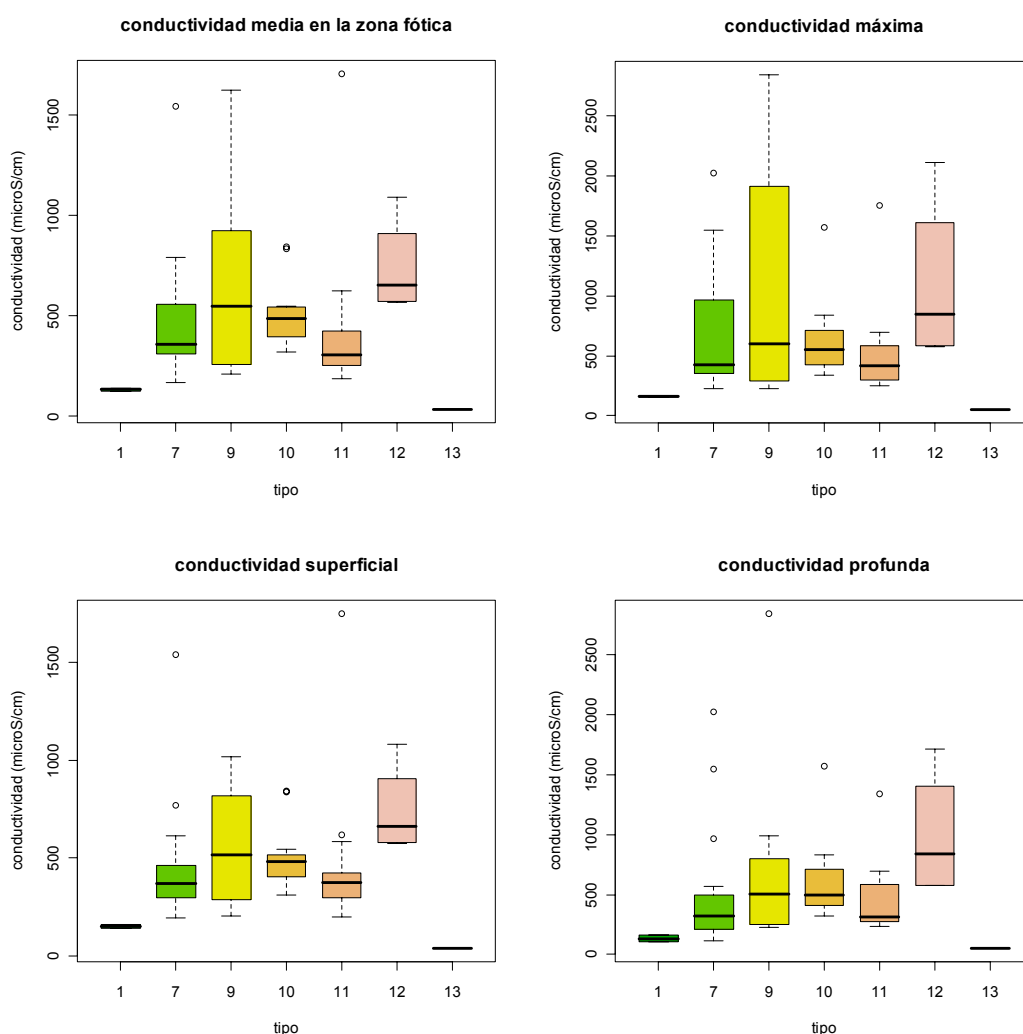 conductividad media en la zona fótica
conductividad (microS/cm)
1500
1000
500
0
1 7 9 10 11 12 13
tipo
conductividad máxima
conductividad (microS/cm)
2500
2000
1500
1000
500
0
1 7 9 10 11 12 13
tipo
conductividad superficial
conductividad (microS/cm)
1500
1000
500
0
1 7 9 10 11 12 13
tipo
conductividad profunda
conductividad (microS/cm)
2500
2000
1500
1000
500
0
1 7 9 10 11 12 13
tipo